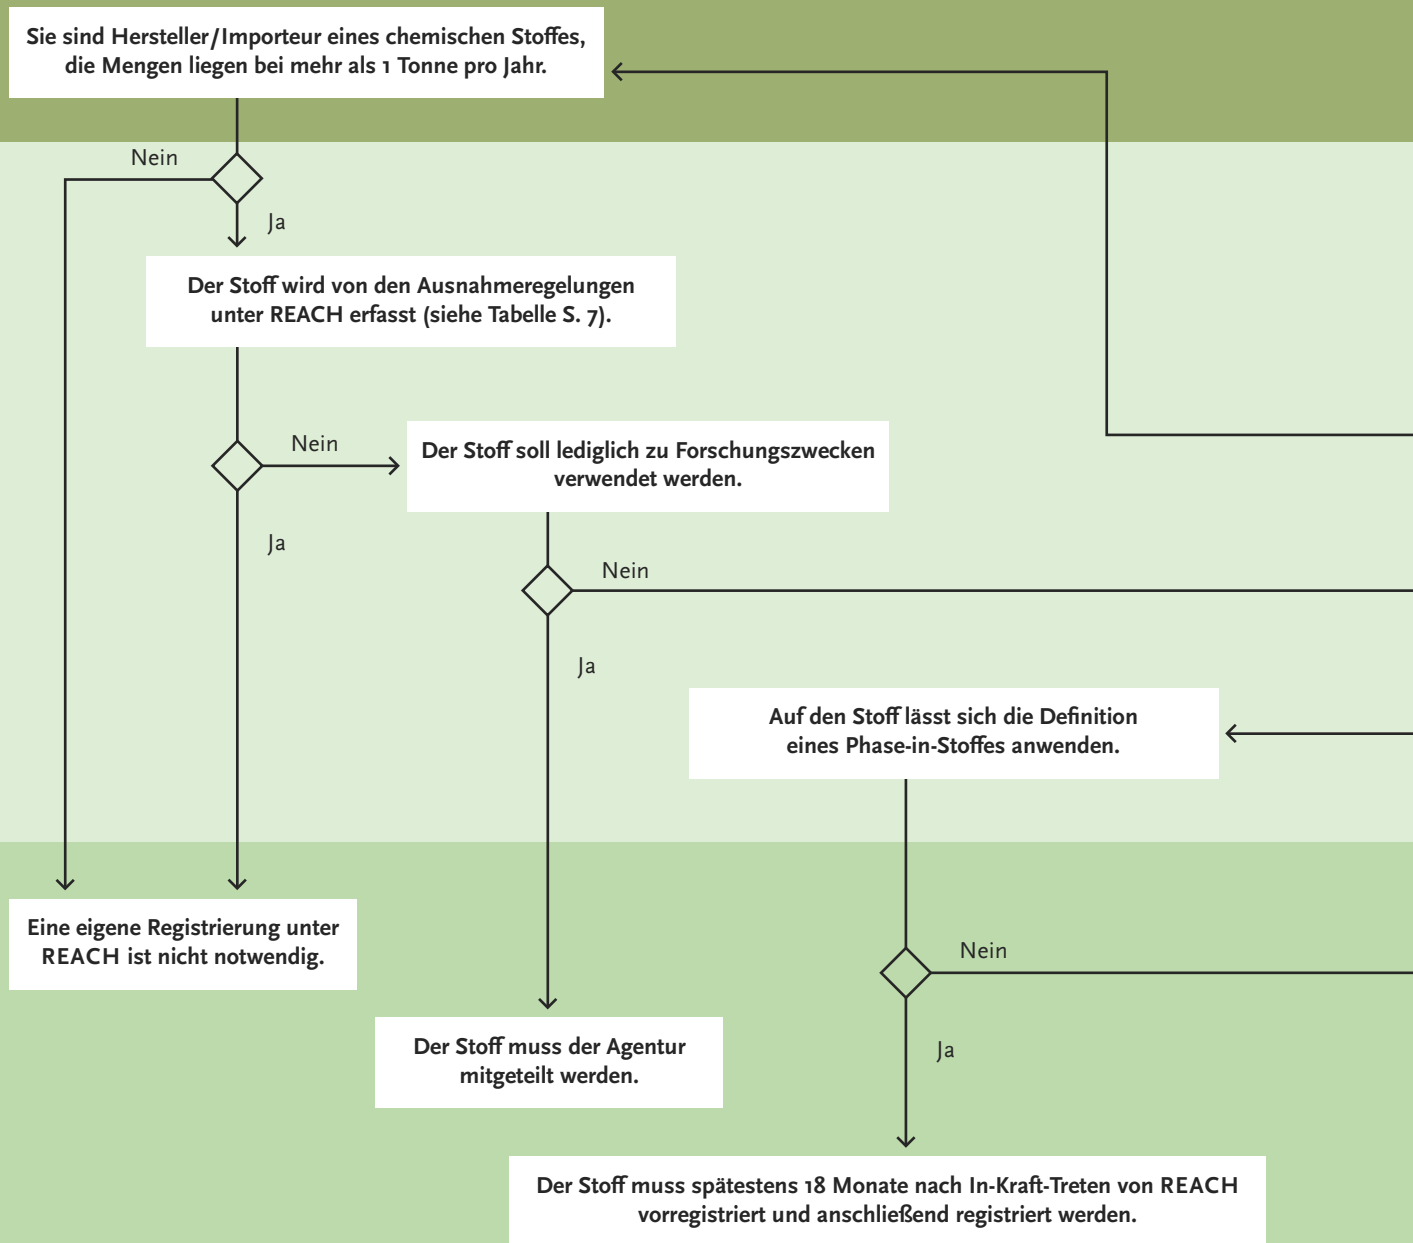 Sie sind Hersteller/Importeur eines chemischen Stoffes,
die Mengen liegen bei mehr als 1 Tonne pro Jahr.
Nein
Ja
Der Stoff wird von den Ausnahmeregelungen
unter REACH erfasst (siehe Tabelle S. 7).
Nein
Der Stoff soll lediglich zu Forschungszwecken
verwendet werden.
Ja
Nein
Ja
Auf den Stoff lässt sich die Definition
eines Phase-in-Stoffes anwenden.
Eine eigene Registrierung unter
REACH ist nicht notwendig.
Nein
Der Stoff muss der Agentur
mitgeteilt werden.
Ja
Der Stoff muss spätestens 18 Monate nach In-Kraft-Treten von REACH
vorregistriert und anschließend registriert werden.